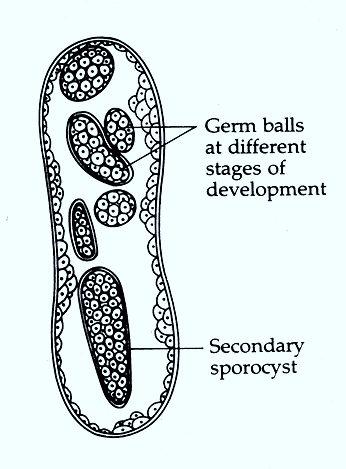 Germ balls
at different
stages of
development
Secondary
sporocyst